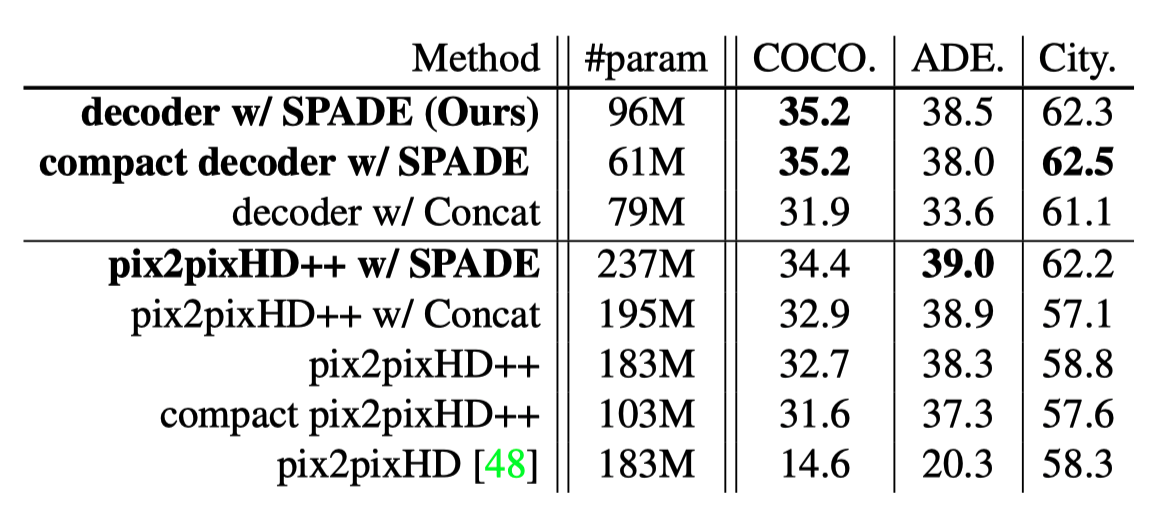 Method #param COCO. ADE. City.
decoder w/ SPADE (Ours) 96M 35.2 38.5 62.3
compact decoder w/ SPADE 61M 35.2 38.0 62.5
decoder w/ Concat 79M 31.9 33.6 61.1
pix2pixHD++ w/ SPADE 237M 34.4 39.0 62.2
pix2pixHD++ w/ Concat 195M 32.9 38.9 57.1
pix2pixHD++ 183M 32.7 38.3 58.8
compact pix2pixHD++ 103M 31.6 37.3 57.6
pix2pixHD [48] 183M 14.6 20.3 58.3